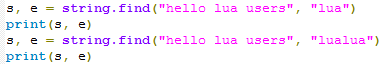 s, e = string.find("hello lua users", "lua")
print(s, e)
s, e = string.find("hello lua users", "lualua")
print(s, e)